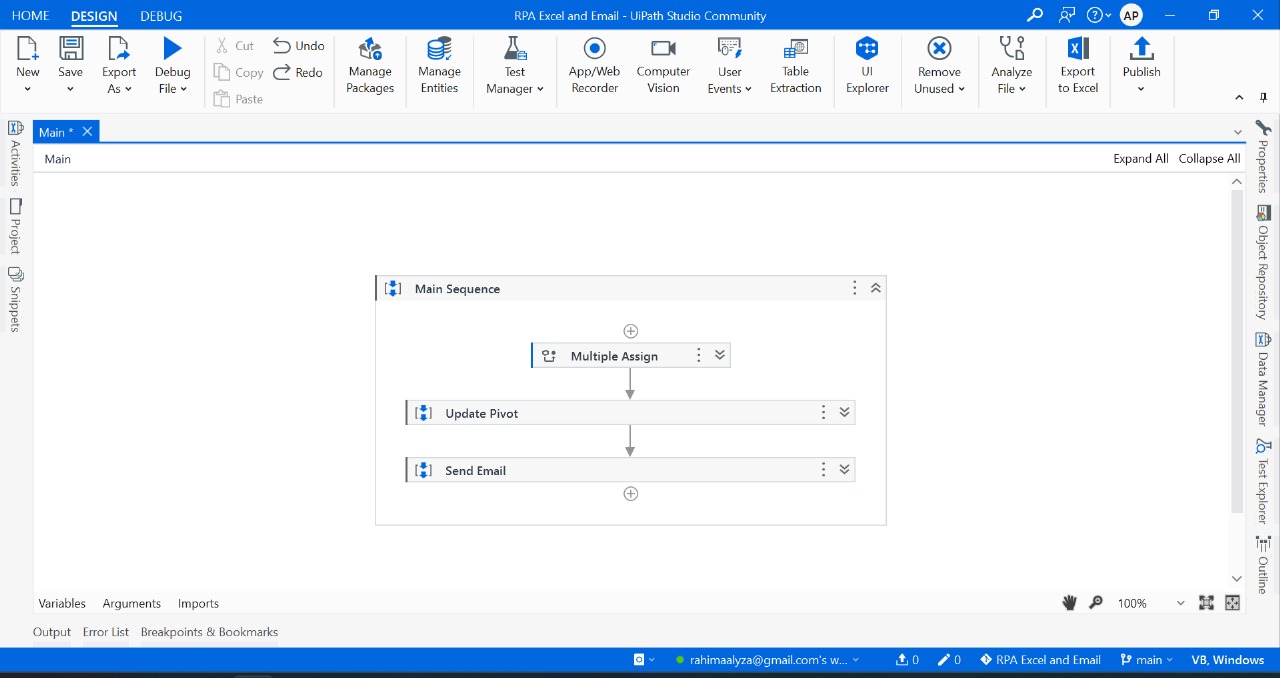 HOME DESIGN DEBUG
RPA Excel and Email - UiPath Studio Community
AP
New
Save
Export As
Debug File
Cut
Copy
Paste
Undo
Redo
Manage Packages
Manage Entities
Test Manager
App/Web Recorder
Computer Vision
User Events
Table Extraction
UI Explorer
Remove Unused
Analyze File
Export to Excel
Publish
Main *
Main
Expand All Collapse All
Activities
Project
Snippets
Main Sequence
Multiple Assign
Update Pivot
Send Email
Properties
Object Repository
Data Manager
Test Explorer
Outline
Variables Arguments Imports
100%
Output Error List Breakpoints & Bookmarks
rahimaalyza@gmail.com's w... 0 0 RPA Excel and Email main VB, Windows